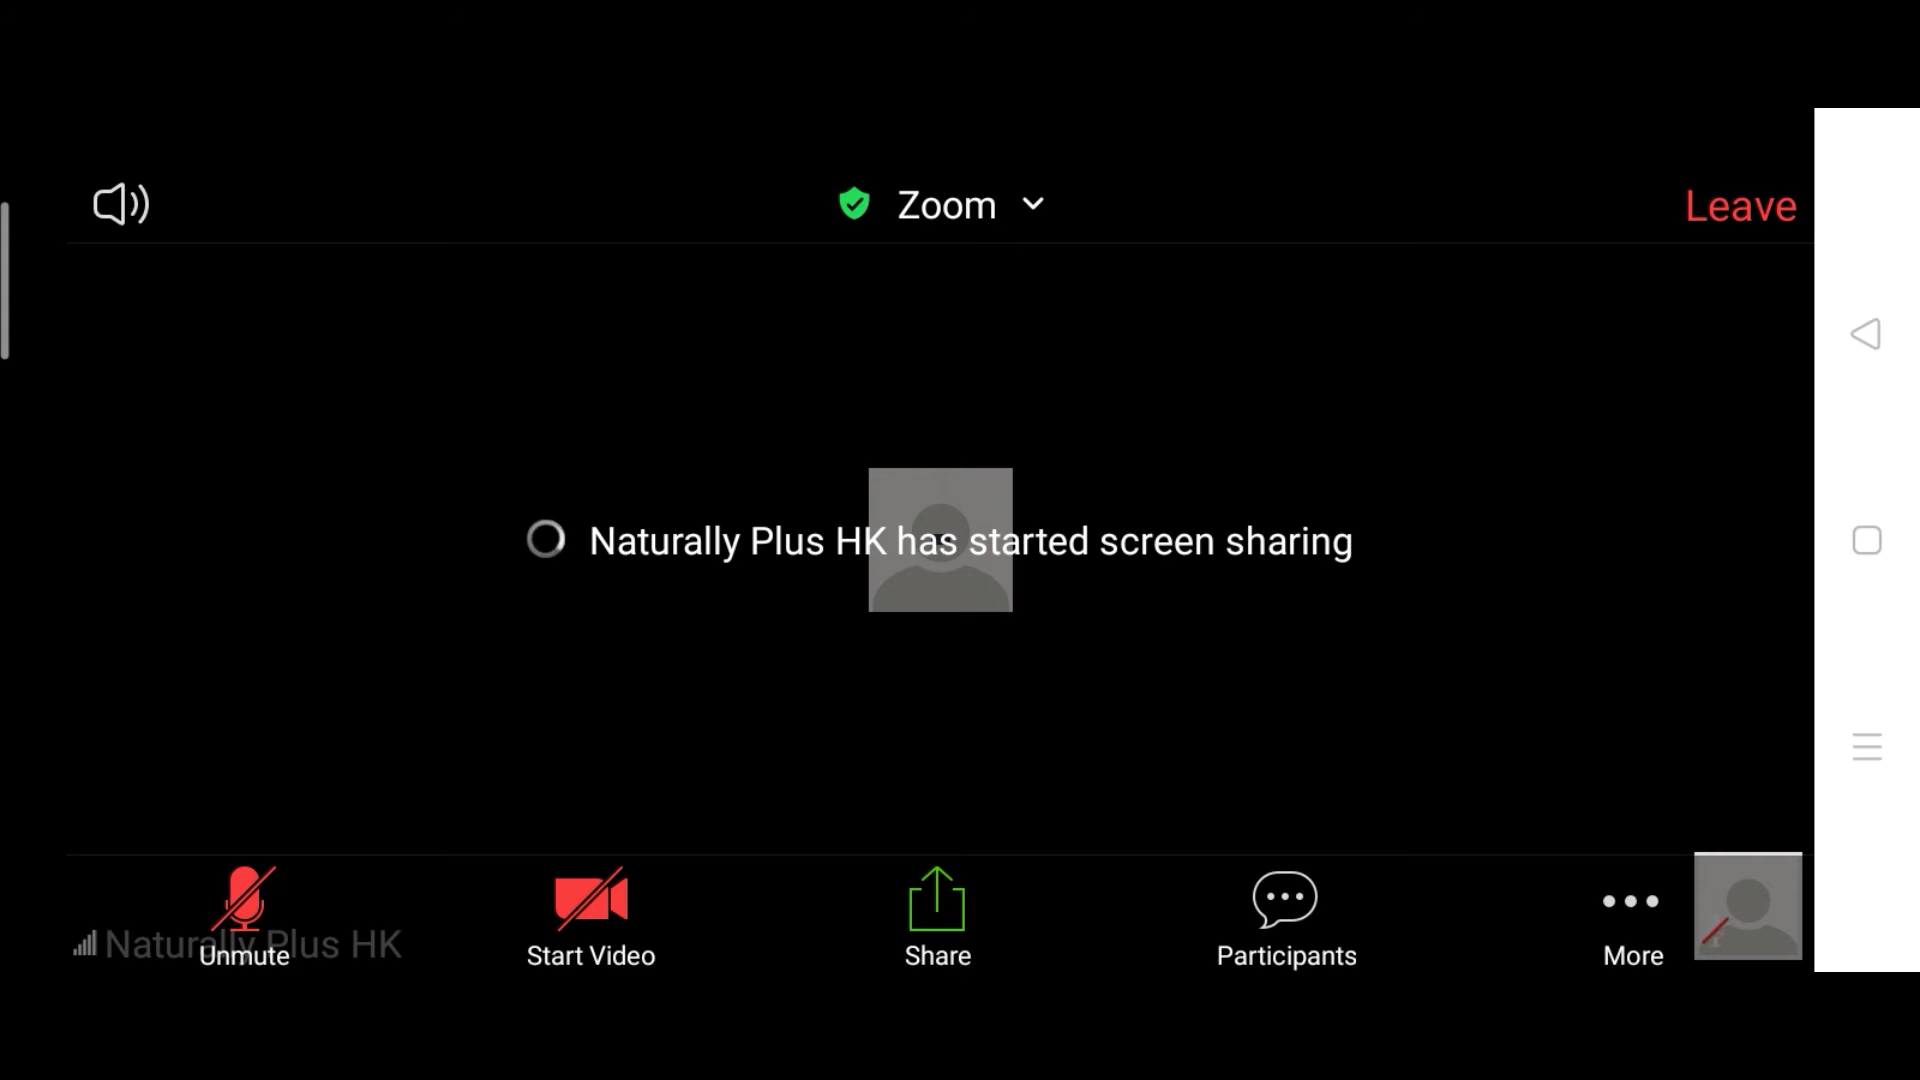 Zoom
Leave
Naturally Plus HK has started screen sharing
Naturally Plus HK
Unmute
Start Video
Share
Participants
More